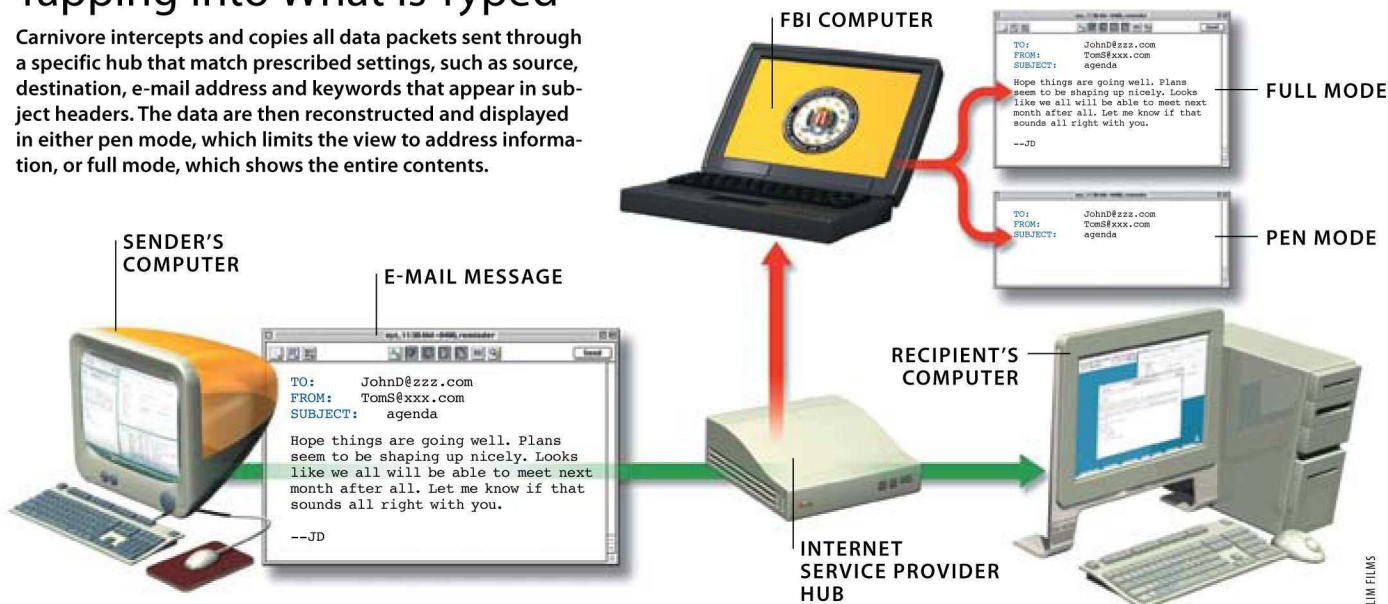 Tapping into What Is Typed
Carnivore intercepts and copies all data packets sent through
a specific hub that match prescribed settings, such as source,
destination, e-mail address and keywords that appear in sub-
ject headers. The data are then reconstructed and displayed
in either pen mode, which limits the view to address informa-
tion, or full mode, which shows the entire contents.
FBI COMPUTER
TO: JohnD@zzz.com
FROM: TomS@xxx.com
SUBJECT: agenda
Hope things are going well. Plans
seem to be shaping up nicely. Looks
like we all will be able to meet next
month after all. Let me know if that
sounds all right with you.
--JD
FULL MODE
TO: JohnD@zzz.com
FROM: TomS@xxx.com
SUBJECT: agenda
PEN MODE
SENDER'S
COMPUTER
E-MAIL MESSAGE
Send
TO: JohnD@zzz.com
FROM: TomS@xxx.com
SUBJECT: agenda
Hope things are going well. Plans
seem to be shaping up nicely. Looks
like we all will be able to meet next
month after all. Let me know if that
sounds all right with you.
--JD
RECIPIENT'S
COMPUTER
INTERNET
SERVICE PROVIDER
HUB
LIM FILMS